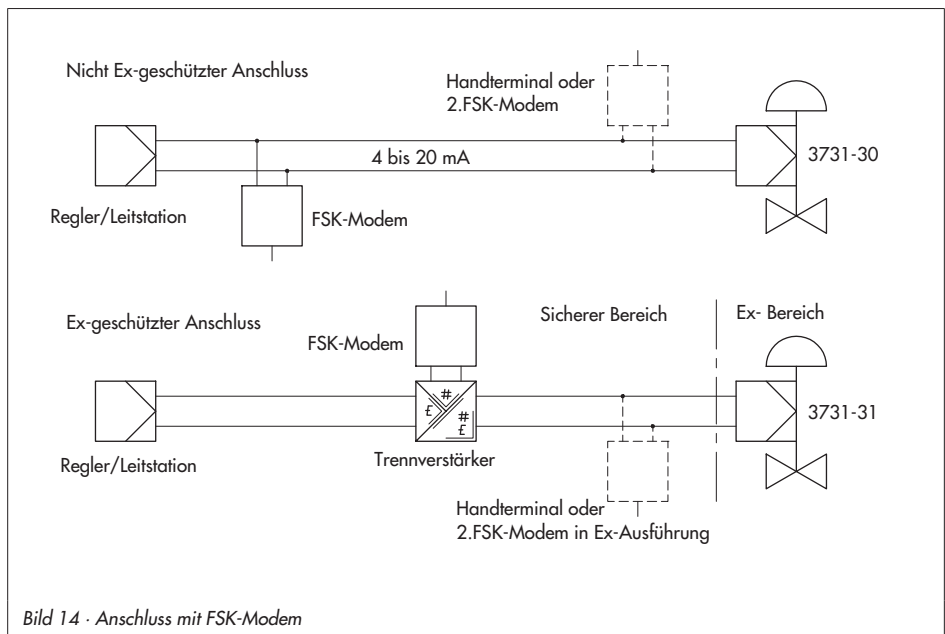 Nicht Ex-geschützter Anschluss
Handterminal oder
2.FSK-Modem
4 bis 20 mA
3731-30
Regler/Leitstation
FSK-Modem
Ex-geschützter Anschluss
Sicherer Bereich
Ex- Bereich
FSK-Modem
#
£
#
£
3731-31
Regler/Leitstation
Trennverstärker
Handterminal oder
2.FSK-Modem in Ex-Ausführung
Bild 14 · Anschluss mit FSK-Modem